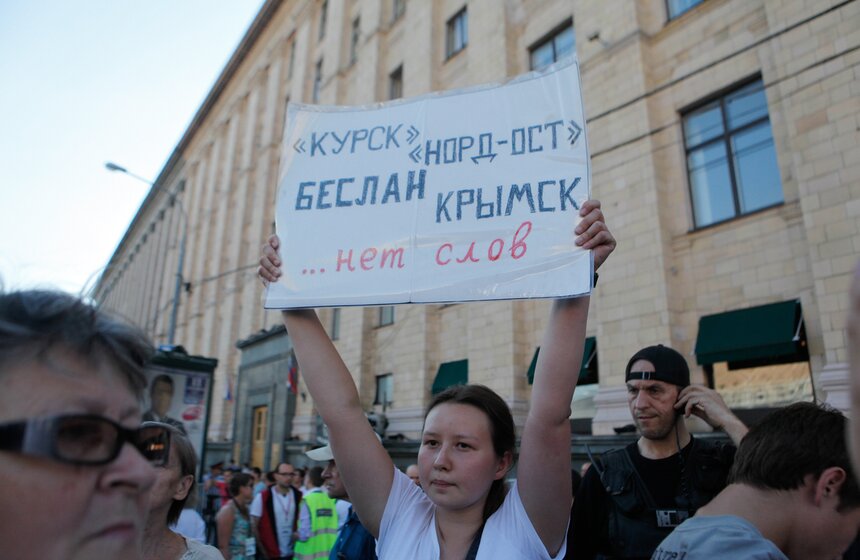 «КУРСК» «НОРД-ОСТ»
БЕСЛАН КРЫМСК
...нет слов